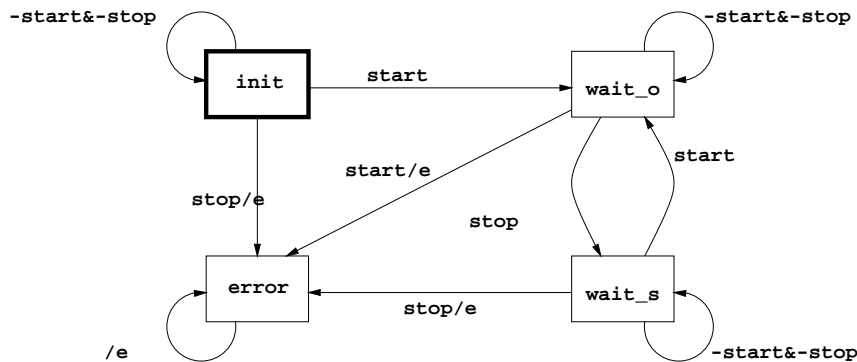 -start&-stop
-start&-stop
init
start
wait_o
start
start/e
stop/e
stop
error
wait_s
stop/e
/e
-start&-stop